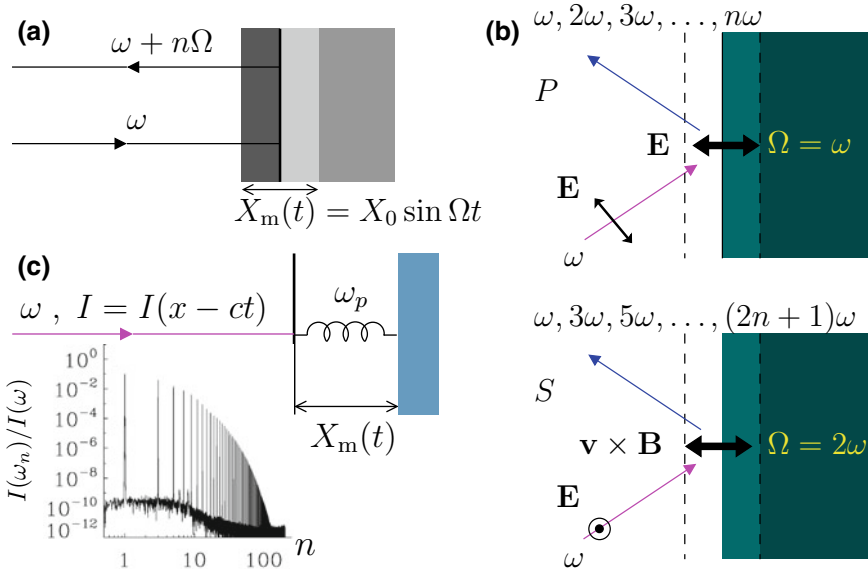 (a)
ω + nΩ
ω
X_m(t) = X_0 sin Ωt
(c)
ω , I = I(x − ct)
ω_p
X_m(t)
I(ω_n)/I(ω)
10^0
10^-2
10^-4
10^-6
10^-8
10^-10
10^-12
1 10 100 n
(b)
ω, 2ω, 3ω, . . . , nω
P
E
Ω = ω
E
ω
ω, 3ω, 5ω, . . . , (2n + 1)ω
S
v × B
Ω = 2ω
E
ω